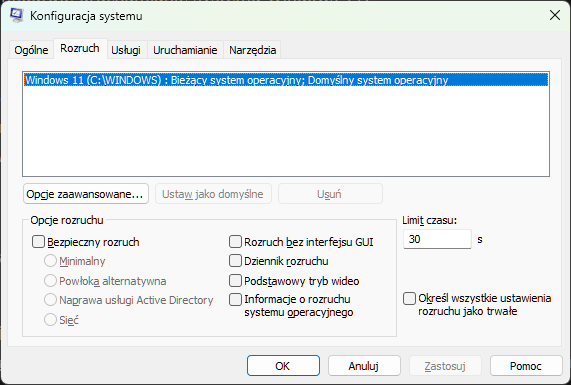 Konfiguracja systemu
Ogólne Rozruch Usługi Uruchamianie Narzędzia
Windows 11 (C:\WINDOWS) : Bieżący system operacyjny; Domyślny system operacyjny
Opcje zaawansowane... Ustaw jako domyślne Usuń
Opcje rozruchu
Bezpieczny rozruch
Minimalny
Powłoka alternatywna
Naprawa usługi Active Directory
Sieć
Rozruch bez interfejsu GUI
Dziennik rozruchu
Podstawowy tryb wideo
Informacje o rozruchu
systemu operacyjnego
Limit czasu:
30 s
Określ wszystkie ustawienia
rozruchu jako trwałe
OK Anuluj Zastosuj Pomoc